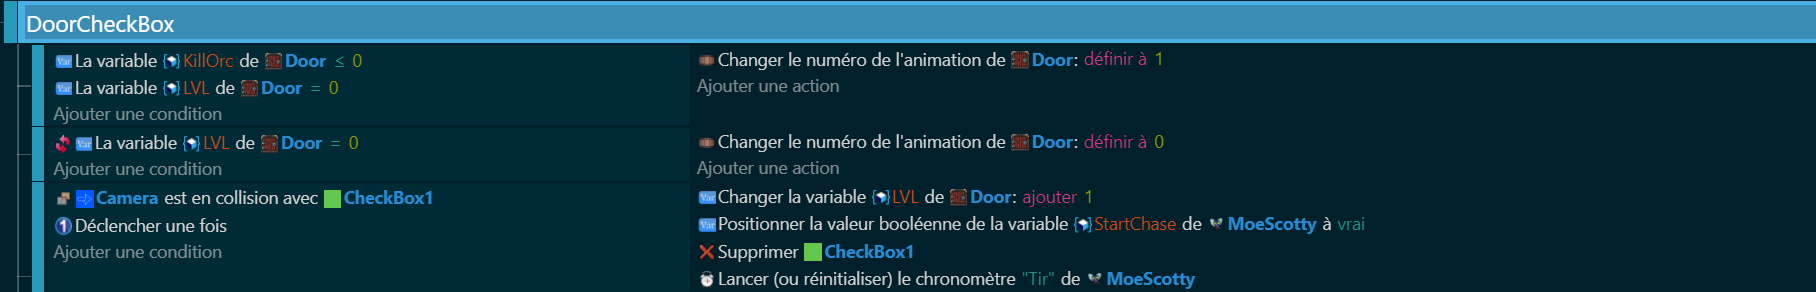 DoorCheckBox
La variable KillOrc de Door ≤ 0
Changer le numéro de l'animation de Door: définir à 1
La variable LVL de Door = 0
Ajouter une action
Ajouter une condition
La variable LVL de Door = 0
Changer le numéro de l'animation de Door: définir à 0
Ajouter une condition
Ajouter une action
Camera est en collision avec CheckBox1
Changer la variable LVL de Door: ajouter 1
Déclencher une fois
Positionner la valeur booléenne de la variable StartChase de MoeScotty à vrai
Ajouter une condition
Supprimer CheckBox1
Lancer (ou réinitialiser) le chronomètre "Tir" de MoeScotty